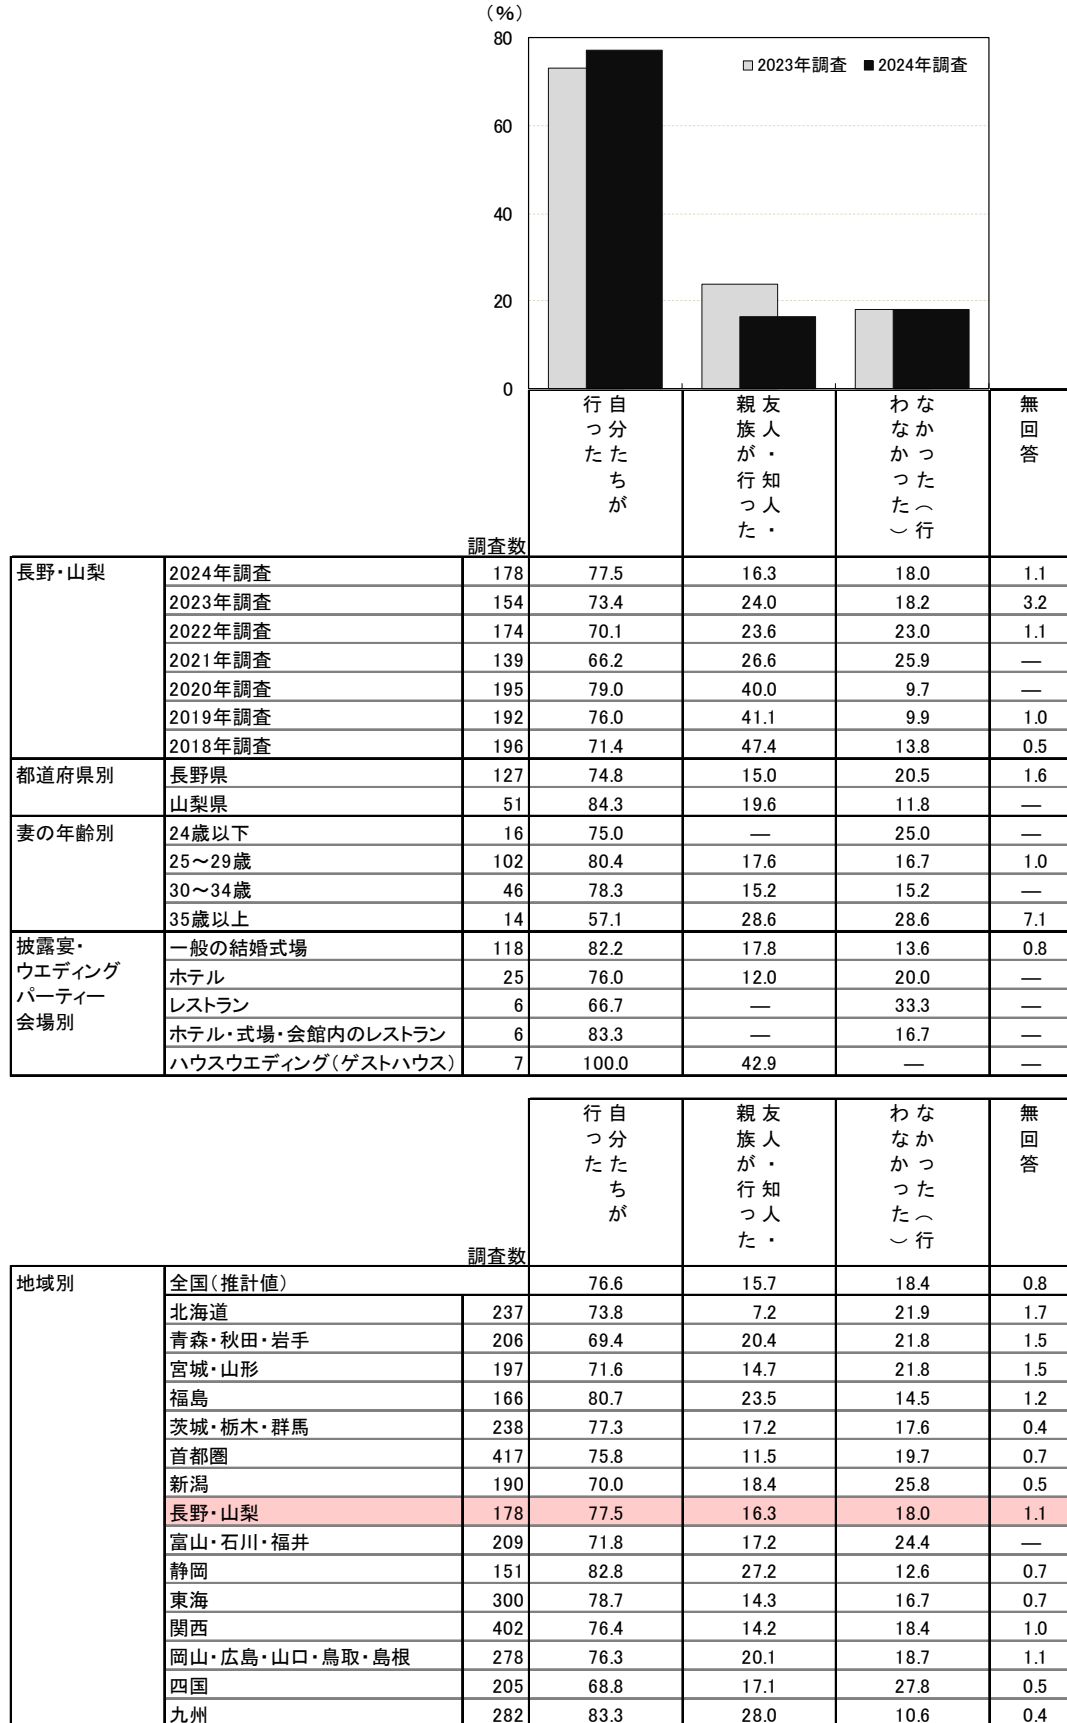 (%)
80
60
40
20
0
□2023年調査 ■2024年調査
自分たちが行った
友人・知人・親族が行った
なかった(行わなかった)
無回答
調査数
長野・山梨 2024年調査 178 77.5 16.3 18.0 1.1
2023年調査 154 73.4 24.0 18.2 3.2
2022年調査 174 70.1 23.6 23.0 1.1
2021年調査 139 66.2 26.6 25.9 ―
2020年調査 195 79.0 40.0 9.7 ―
2019年調査 192 76.0 41.1 9.9 1.0
2018年調査 196 71.4 47.4 13.8 0.5
都道府県別 長野県 127 74.8 15.0 20.5 1.6
山梨県 51 84.3 19.6 11.8 ―
妻の年齢別 24歳以下 16 75.0 ― 25.0 ―
25~29歳 102 80.4 17.6 16.7 1.0
30~34歳 46 78.3 15.2 15.2 ―
35歳以上 14 57.1 28.6 28.6 7.1
披露宴・ウエディングパーティー会場別 一般の結婚式場 118 82.2 17.8 13.6 0.8
ホテル 25 76.0 12.0 20.0 ―
レストラン 6 66.7 ― 33.3 ―
ホテル・式場・会館内のレストラン 6 83.3 ― 16.7 ―
ハウスウエディング(ゲストハウス) 7 100.0 42.9 ― ―
自分たちが行った
友人・知人・親族が行った
なかった(行わなかった)
無回答
調査数
地域別 全国(推計値) 76.6 15.7 18.4 0.8
北海道 237 73.8 7.2 21.9 1.7
青森・秋田・岩手 206 69.4 20.4 21.8 1.5
宮城・山形 197 71.6 14.7 21.8 1.5
福島 166 80.7 23.5 14.5 1.2
茨城・栃木・群馬 238 77.3 17.2 17.6 0.4
首都圏 417 75.8 11.5 19.7 0.7
新潟 190 70.0 18.4 25.8 0.5
長野・山梨 178 77.5 16.3 18.0 1.1
富山・石川・福井 209 71.8 17.2 24.4 ―
静岡 151 82.8 27.2 12.6 0.7
東海 300 78.7 14.3 16.7 0.7
関西 402 76.4 14.2 18.4 1.0
岡山・広島・山口・鳥取・島根 278 76.3 20.1 18.7 1.1
四国 205 68.8 17.1 27.8 0.5
九州 282 83.3 28.0 10.6 0.4